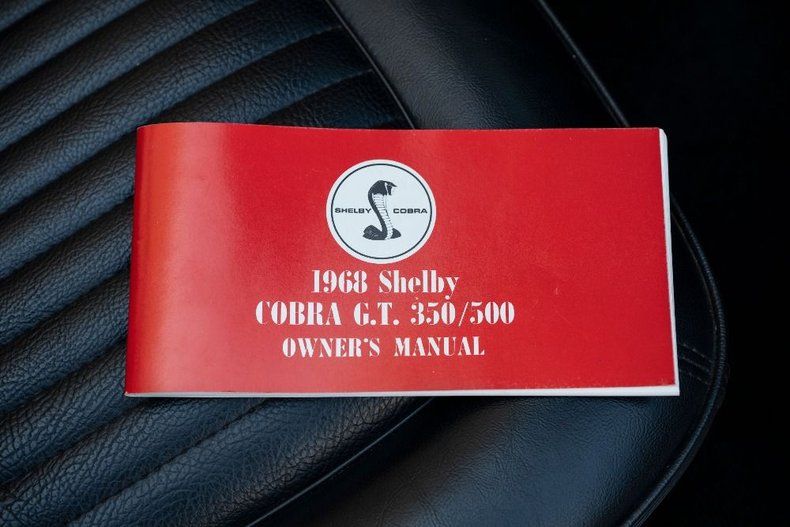 SHELBY COBRA
1968 Shelby
COBRA G.T. 350/500
OWNER'S MANUAL